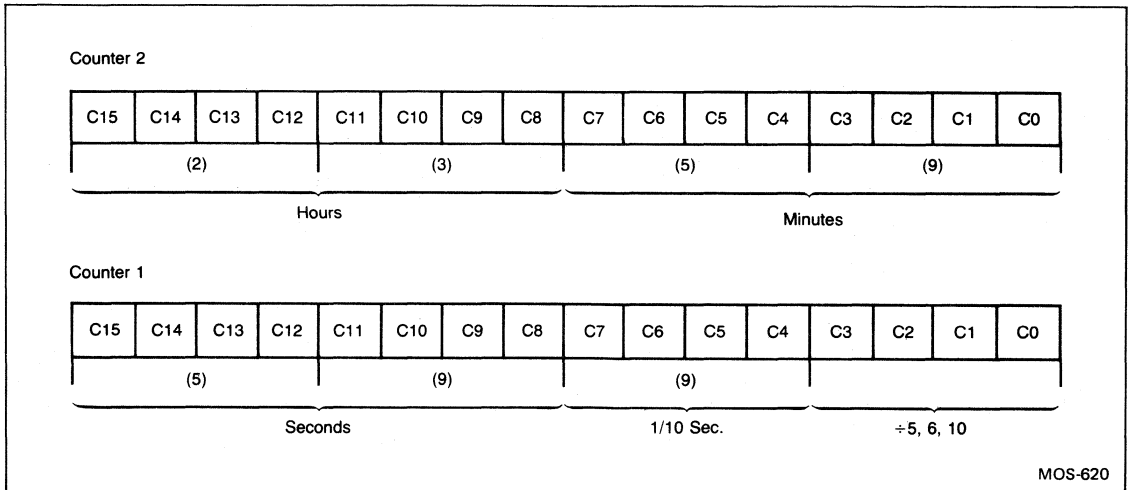 Counter 2
C15 C14 C13 C12 C11 C10 C9 C8 C7 C6 C5 C4 C3 C2 C1 C0
(2) (3) (5) (9)
Hours Minutes
Counter 1
C15 C14 C13 C12 C11 C10 C9 C8 C7 C6 C5 C4 C3 C2 C1 C0
(5) (9) (9)
Seconds 1/10 Sec. ÷5, 6, 10
MOS-620